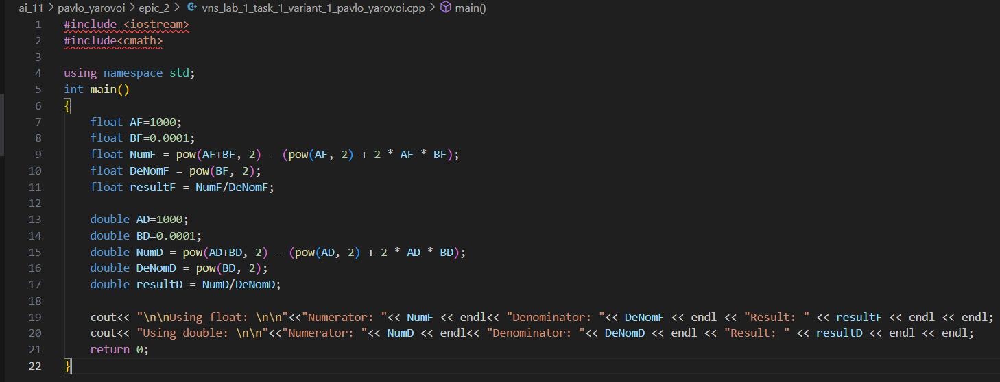 ai_11 > pavlo_yarovoi > epic_2 > vns_lab_1_task_1_variant_1_pavlo_yarovoi.cpp > main()
1 #include <iostream>
2 #include<cmath>
3
4 using namespace std;
5 int main()
6 {
7 float AF=1000;
8 float BF=0.0001;
9 float NumF = pow(AF+BF, 2) - (pow(AF, 2) + 2 * AF * BF);
10 float DeNomF = pow(BF, 2);
11 float resultF = NumF/DeNomF;
12
13 double AD=1000;
14 double BD=0.0001;
15 double NumD = pow(AD+BD, 2) - (pow(AD, 2) + 2 * AD * BD);
16 double DeNomD = pow(BD, 2);
17 double resultD = NumD/DeNomD;
18
19 cout<< "\n\nUsing float: \n\n"<<"Numerator: "<< NumF << endl<< "Denominator: "<< DeNomF << endl << "Result: " << resultF << endl << endl;
20 cout<< "Using double: \n\n"<<"Numerator: "<< NumD << endl<< "Denominator: "<< DeNomD << endl << "Result: " << resultD << endl << endl;
21 return 0;
22 }